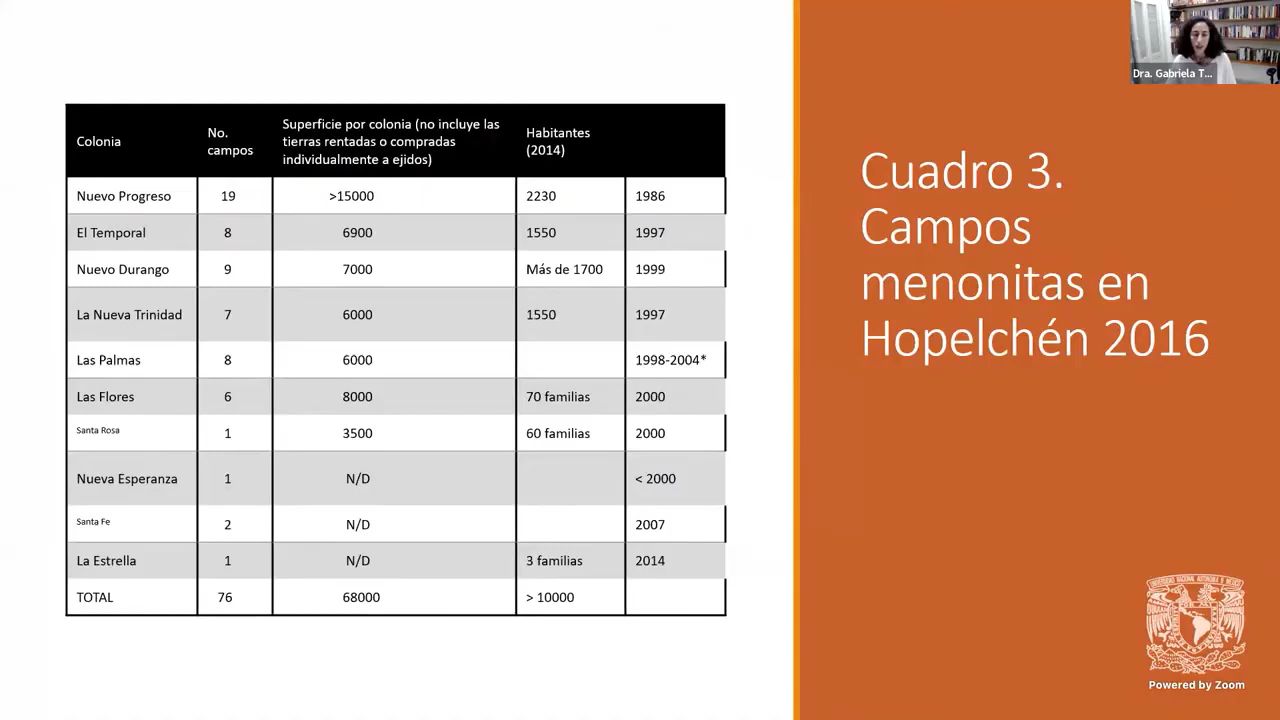 Dra. Gabriela T...
Colonia
No.
campos
Superficie por colonia (no incluye las
tierras rentadas o compradas
individualmente a ejidos)
Habitantes
(2014)
Nuevo Progreso 19 >15000 2230 1986
El Temporal 8 6900 1550 1997
Nuevo Durango 9 7000 Más de 1700 1999
La Nueva Trinidad 7 6000 1550 1997
Las Palmas 8 6000 1998-2004*
Las Flores 6 8000 70 familias 2000
Santa Rosa 1 3500 60 familias 2000
Nueva Esperanza 1 N/D < 2000
Santa Fe 2 N/D 2007
La Estrella 1 N/D 3 familias 2014
TOTAL 76 68000 > 10000
Cuadro 3.
Campos
menonitas en
Hopelchén 2016
Powered by Zoom